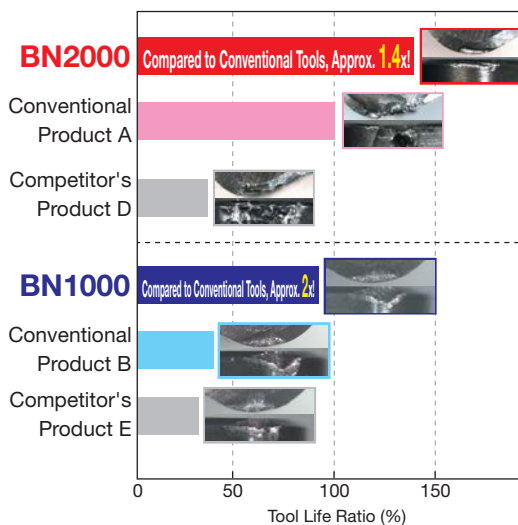 BN2000
Compared to Conventional Tools, Approx. 1.4x!
Conventional
Product A
Competitor's
Product D
BN1000
Compared to Conventional Tools, Approx. 2x!
Conventional
Product B
Competitor's
Product E
0 50 100 150
Tool Life Ratio (%)